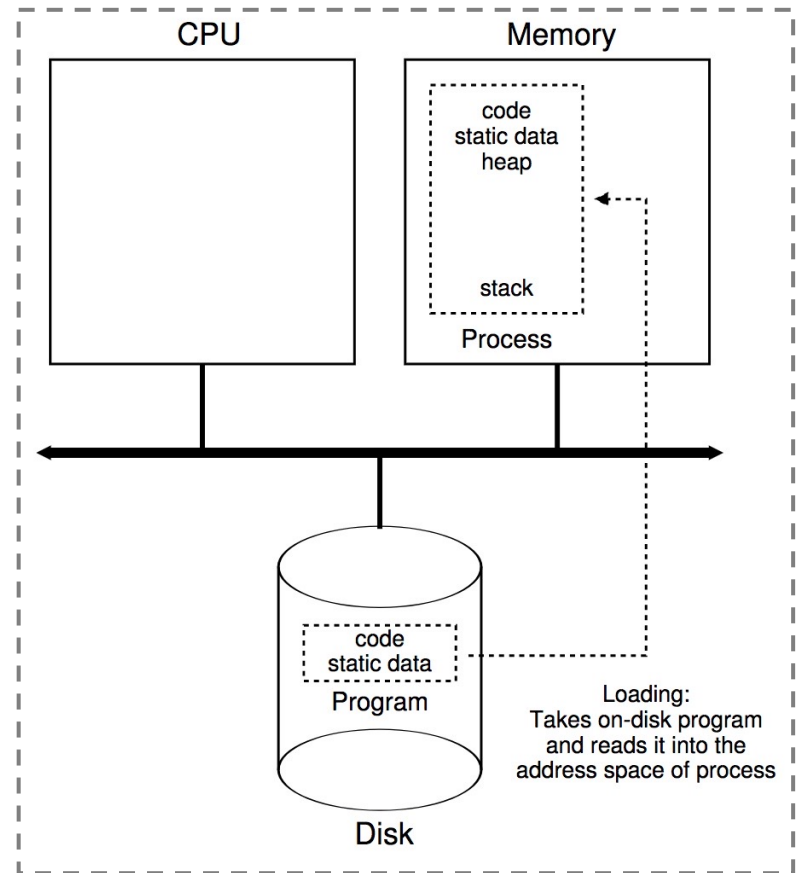 CPU
Memory
code
static data
heap
stack
Process
code
static data
Program
Loading:
Takes on-disk program
and reads it into the
address space of process
Disk